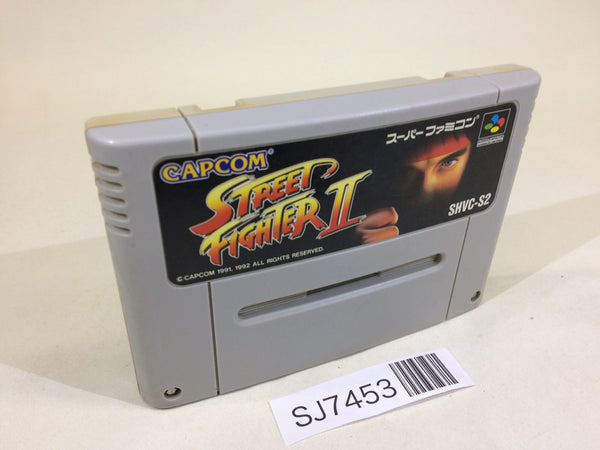 CAPCOM®
STREET
FIGHTER II
スーパーファミコン®
SHVC-S2
©CAPCOM 1991, 1992 ALL RIGHTS RESERVED.
SJ7453